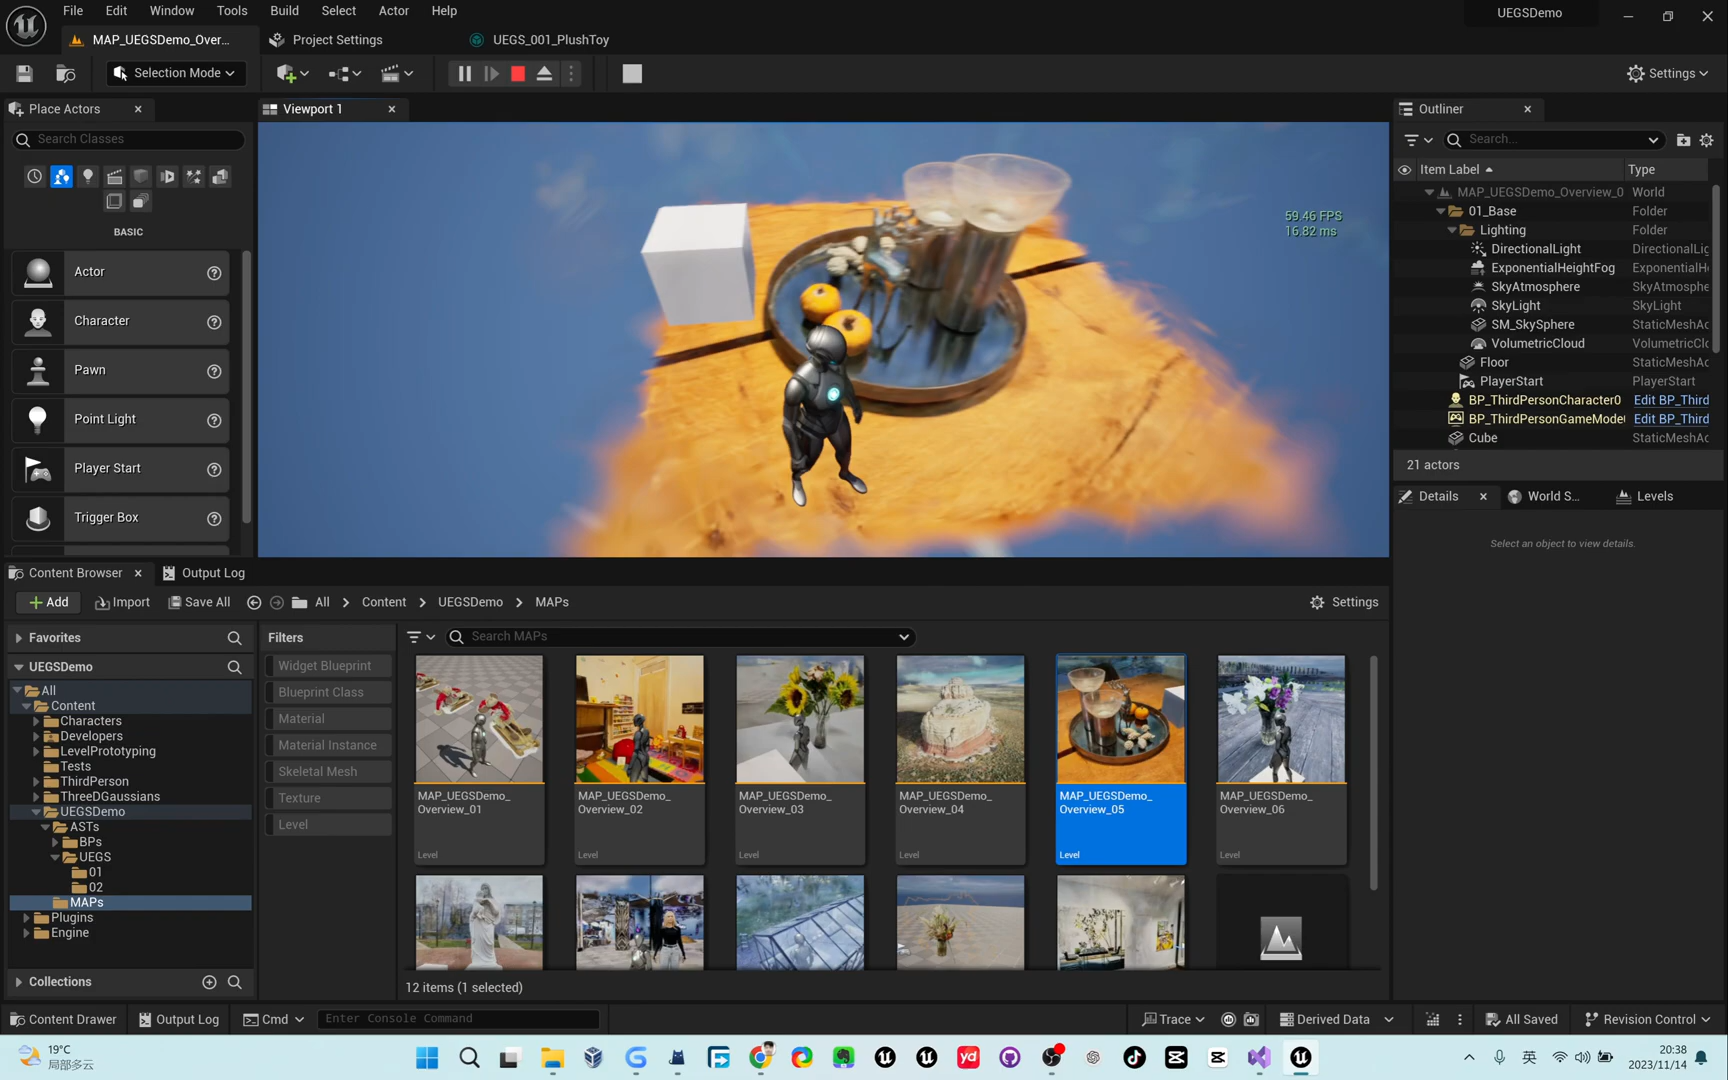 File Edit Window Tools Build Select Actor Help
UEGSDemo
MAP_UEGSDemo_Over...
Project Settings
UEGS_001_PlushToy
Selection Mode
Settings
Place Actors
Search Classes
BASIC
Actor
Character
Pawn
Point Light
Player Start
Trigger Box
Viewport 1
59.46 FPS
16.82 ms
Outliner
Search...
Item Label Type
MAP_UEGSDemo_Overview_0 World
01_Base Folder
Lighting Folder
DirectionalLight DirectionalLig
ExponentialHeightFog ExponentialH
SkyAtmosphere SkyAtmosphe
SkyLight SkyLight
SM_SkySphere StaticMeshAc
VolumetricCloud VolumetricClo
Floor StaticMeshAc
PlayerStart PlayerStart
BP_ThirdPersonCharacter0 Edit BP_Third
BP_ThirdPersonGameMode Edit BP_Third
Cube StaticMeshAc
21 actors
Details World S... Levels
Select an object to view details.
Content Browser Output Log
Add Import Save All All Content UEGSDemo MAPs Settings
Favorites
UEGSDemo
All
Content
Characters
Developers
LevelPrototyping
Tests
ThirdPerson
ThreeDGaussians
UEGSDemo
ASTs
BPs
UEGS
01
02
MAPs
Plugins
Engine
Collections
Filters
Widget Blueprint
Blueprint Class
Material
Material Instance
Skeletal Mesh
Texture
Level
Search MAPs
MAP_UEGSDemo_
Overview_01
Level
MAP_UEGSDemo_
Overview_02
Level
MAP_UEGSDemo_
Overview_03
Level
MAP_UEGSDemo_
Overview_04
Level
MAP_UEGSDemo_
Overview_05
Level
MAP_UEGSDemo_
Overview_06
Level
12 items (1 selected)
Content Drawer Output Log Cmd Enter Console Command Trace Derived Data All Saved Revision Control
19°C
局部多云
yd
英
20:38
2023/11/14